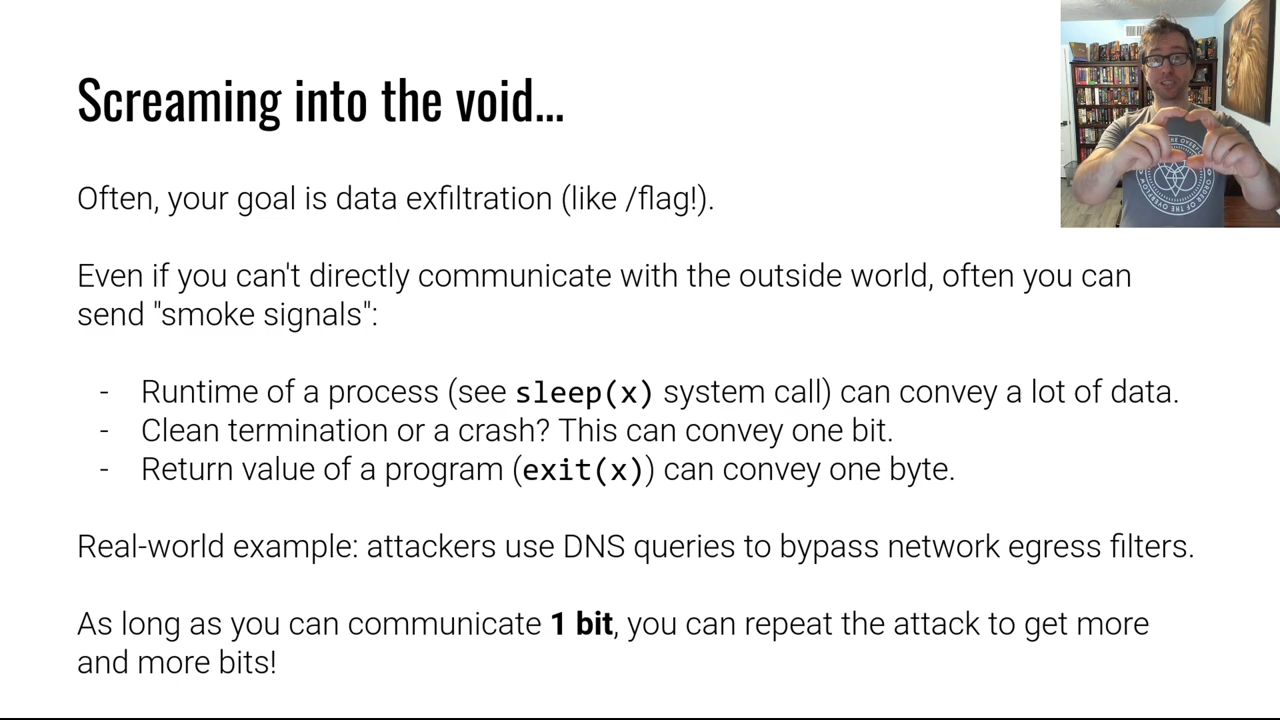 Screaming into the void...
Often, your goal is data exfiltration (like /flag!).
Even if you can't directly communicate with the outside world, often you can
send "smoke signals":
- Runtime of a process (see sleep(x) system call) can convey a lot of data.
- Clean termination or a crash? This can convey one bit.
- Return value of a program (exit(x)) can convey one byte.
Real-world example: attackers use DNS queries to bypass network egress filters.
As long as you can communicate 1 bit, you can repeat the attack to get more
and more bits!